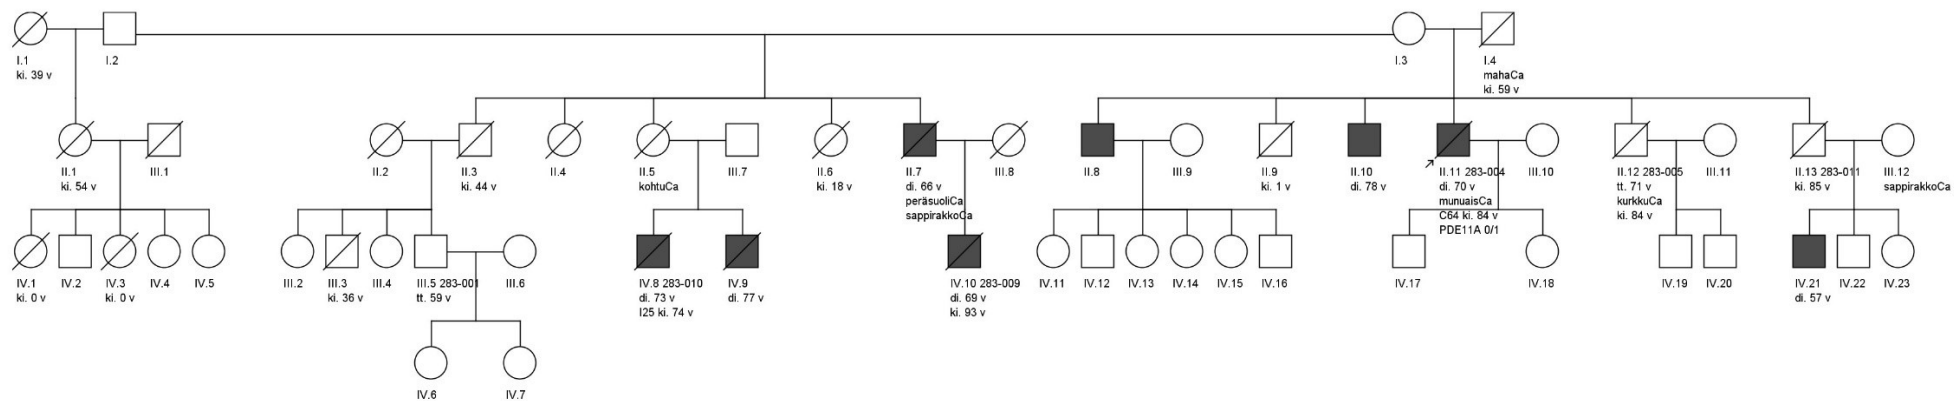 I.1
ki. 39 v
I.2
I.3
I.4
mahaCa
ki. 59 v
II.1
ki. 54 v
III.1
II.2
II.3
ki. 44 v
II.4
II.5
kohtuCa
III.7
II.6
ki. 18 v
II.7
di. 66 v
peräsuoliCa
sappirakkoCa
III.8
II.8
III.9
II.9
ki. 1 v
II.10
di. 78 v
II.11 283-004
di. 70 v
munuaisCa
C64 ki. 84 v
PDE11A 0/1
III.10
II.12 283-005
tt. 71 v
kurkkuCa
ki. 84 v
III.11
II.13 283-011
ki. 85 v
III.12
sappirakkoCa
IV.1
ki. 0 v
IV.2
IV.3
ki. 0 v
IV.4
IV.5
III.2
III.3
ki. 36 v
III.4
III.5 283-001
tt. 59 v
III.6
IV.8 283-010
di. 73 v
I25 ki. 74 v
IV.9
di. 77 v
IV.10 283-009
di. 69 v
ki. 93 v
IV.11
IV.12
IV.13
IV.14
IV.15
IV.16
IV.17
IV.18
IV.19
IV.20
IV.21
di. 57 v
IV.22
IV.23
IV.6
IV.7